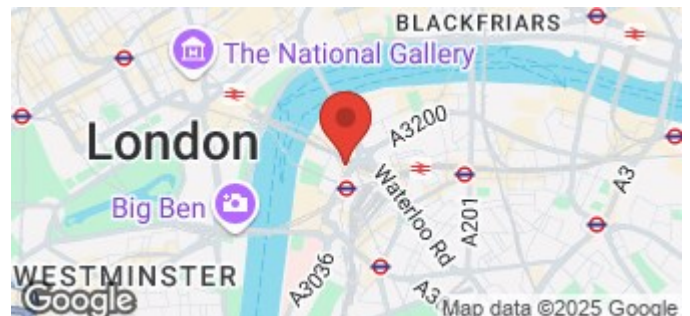 BLACKFRIARS
The National Gallery
A3200
London
Waterloo Rd
A201
A3
Big Ben
WESTMINSTER
A3036
Google
Map data ©2025 Google